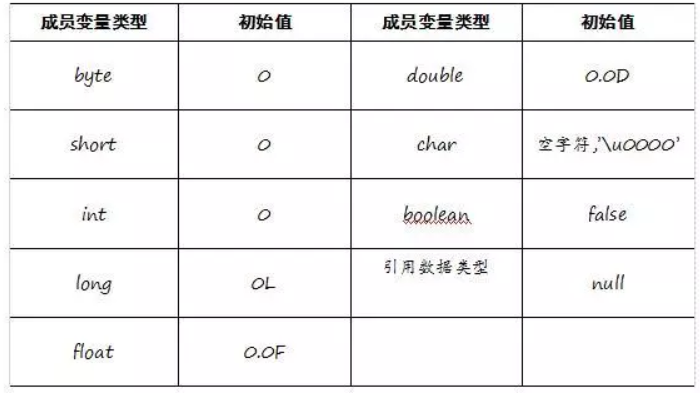 成员变量类型 初始值 成员变量类型 初始值
byte 0 double 0.0D
short 0 char 空字符,'\u0000'
int 0 boolean false
long 0L 引用数据类型 null
float 0.0F